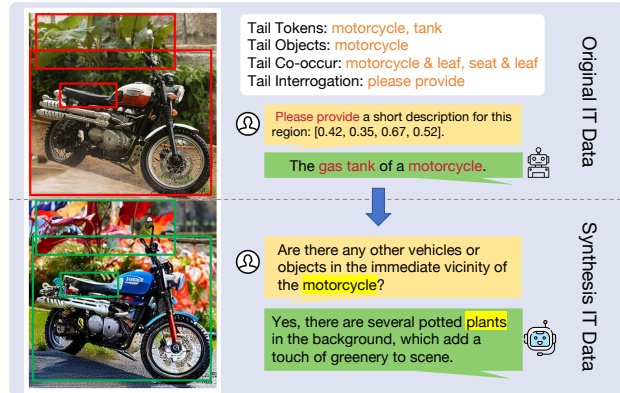 Tail Tokens: motorcycle, tank
Tail Objects: motorcycle
Tail Co-occur: motorcycle & leaf, seat & leaf
Tail Interrogation: please provide
Please provide a short description for this
region: [0.42, 0.35, 0.67, 0.52].
The gas tank of a motorcycle.
Original IT Data
Are there any other vehicles or
objects in the immediate vicinity of
the motorcycle?
Yes, there are several potted plants
in the background, which add a
touch of greenery to scene.
Synthesis IT Data